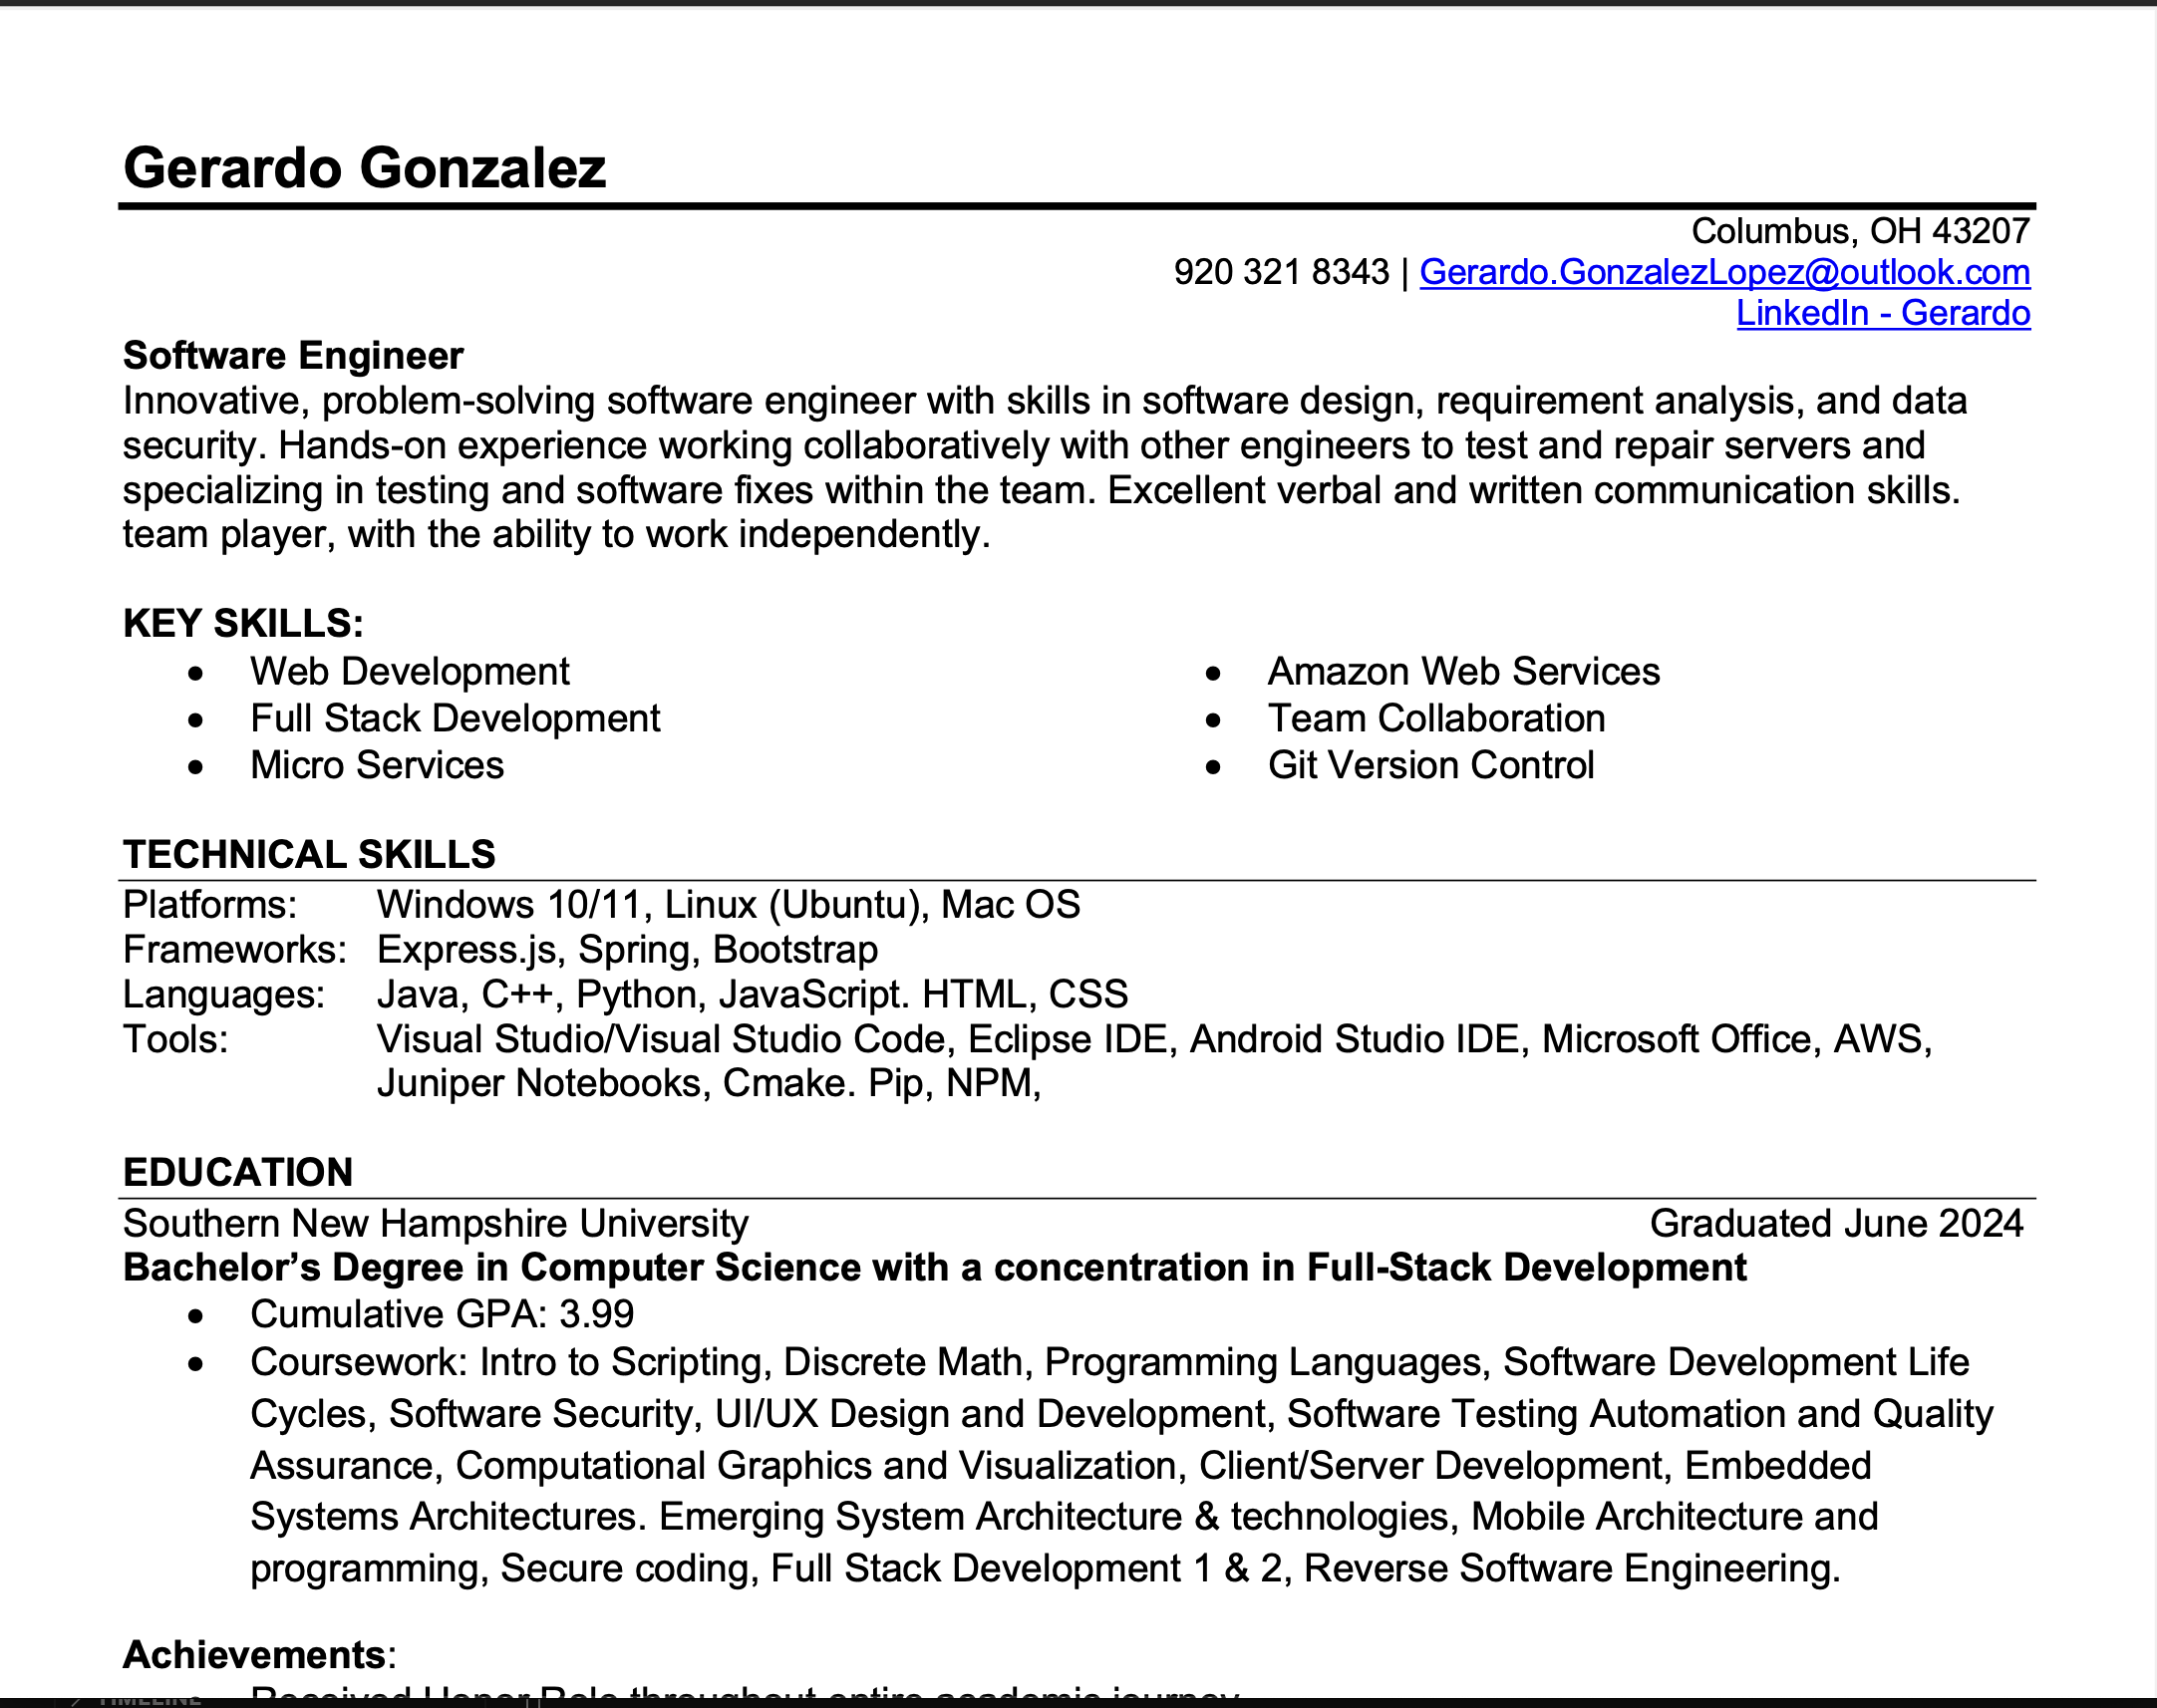 Gerardo Gonzalez
Columbus, OH 43207
920 321 8343 | Gerardo.GonzalezLopez@outlook.com
LinkedIn - Gerardo
Software Engineer
Innovative, problem-solving software engineer with skills in software design, requirement analysis, and data
security. Hands-on experience working collaboratively with other engineers to test and repair servers and
specializing in testing and software fixes within the team. Excellent verbal and written communication skills.
team player, with the ability to work independently.
KEY SKILLS:
• Web Development
• Full Stack Development
• Micro Services
• Amazon Web Services
• Team Collaboration
• Git Version Control
TECHNICAL SKILLS
Platforms: Windows 10/11, Linux (Ubuntu), Mac OS
Frameworks: Express.js, Spring, Bootstrap
Languages: Java, C++, Python, JavaScript. HTML, CSS
Tools: Visual Studio/Visual Studio Code, Eclipse IDE, Android Studio IDE, Microsoft Office, AWS,
Juniper Notebooks, Cmake. Pip, NPM,
EDUCATION
Southern New Hampshire University Graduated June 2024
Bachelor’s Degree in Computer Science with a concentration in Full-Stack Development
• Cumulative GPA: 3.99
• Coursework: Intro to Scripting, Discrete Math, Programming Languages, Software Development Life
Cycles, Software Security, UI/UX Design and Development, Software Testing Automation and Quality
Assurance, Computational Graphics and Visualization, Client/Server Development, Embedded
Systems Architectures. Emerging System Architecture & technologies, Mobile Architecture and
programming, Secure coding, Full Stack Development 1 & 2, Reverse Software Engineering.
Achievements:
Received Honor Role throughout entire academic journey
TIMELINE